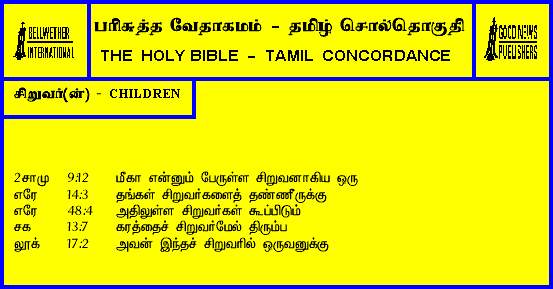 BELLWETHER
INTERNATIONAL
பரிசுத்த வேதாகமம் - தமிழ் சொல்தொகுதி
THE HOLY BIBLE - TAMIL CONCORDANCE
GOOD NEWS
PUBLISHERS
சிறுவர்(ன்) - CHILDREN
2சாமு 9:12 மீகா என்னும் பேருள்ள சிறுவனாகிய ஒரு
எரே 14:3 தங்கள் சிறுவர்களைத் தண்ணீருக்கு
எரே 48:4 அதிலுள்ள சிறுவர்கள் கூப்பிடும்
சக 13:7 கரத்தைச் சிறுவர்மேல் திரும்ப
லூக் 17:2 அவன் இந்தச் சிறுவரில் ஒருவனுக்கு